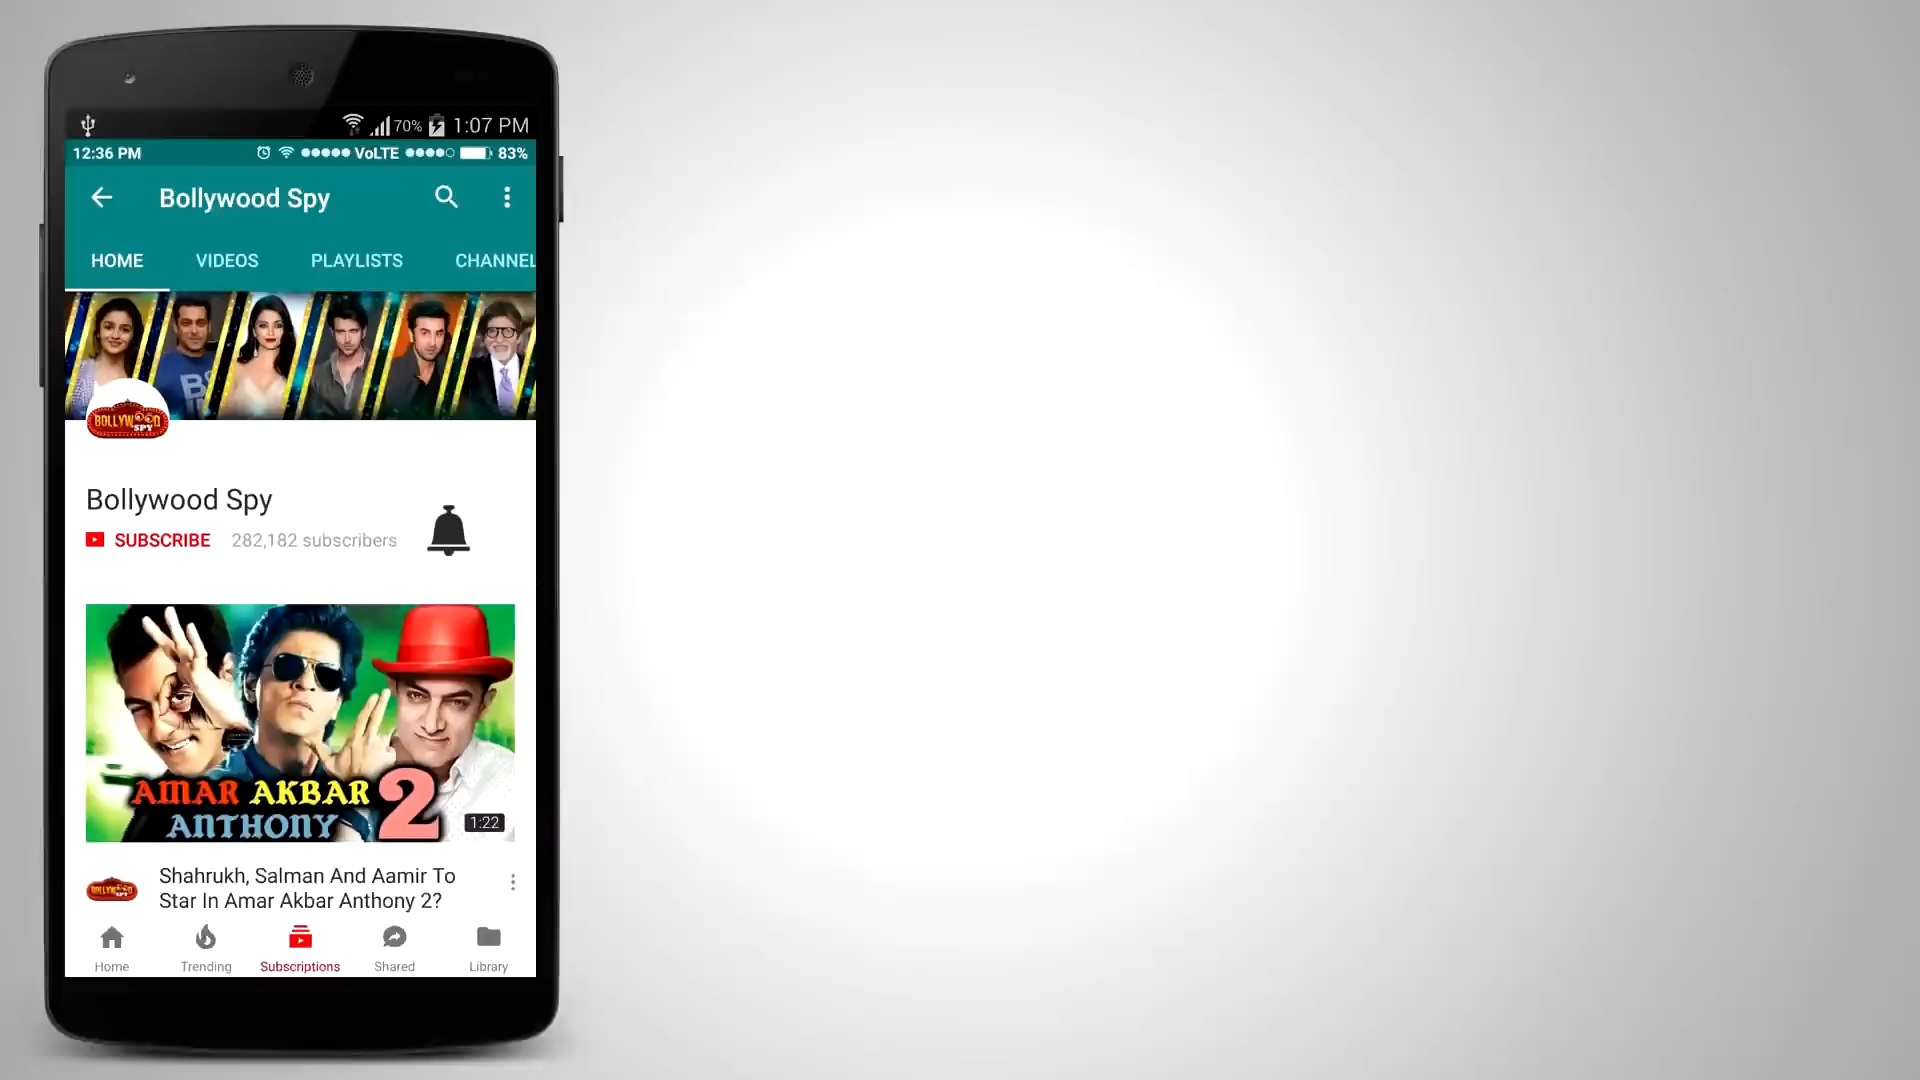 70% 1:07 PM
12:36 PM VoLTE 83%
Bollywood Spy
HOME VIDEOS PLAYLISTS CHANNEL
BOLLYWOOD
SPY
Bollywood Spy
SUBSCRIBE 282,182 subscribers
AMAR AKBAR 2
ANTHONY
1:22
Shahrukh, Salman And Aamir To
Star In Amar Akbar Anthony 2?
BOLLYWOOD
SPY
Home Trending Subscriptions Shared Library